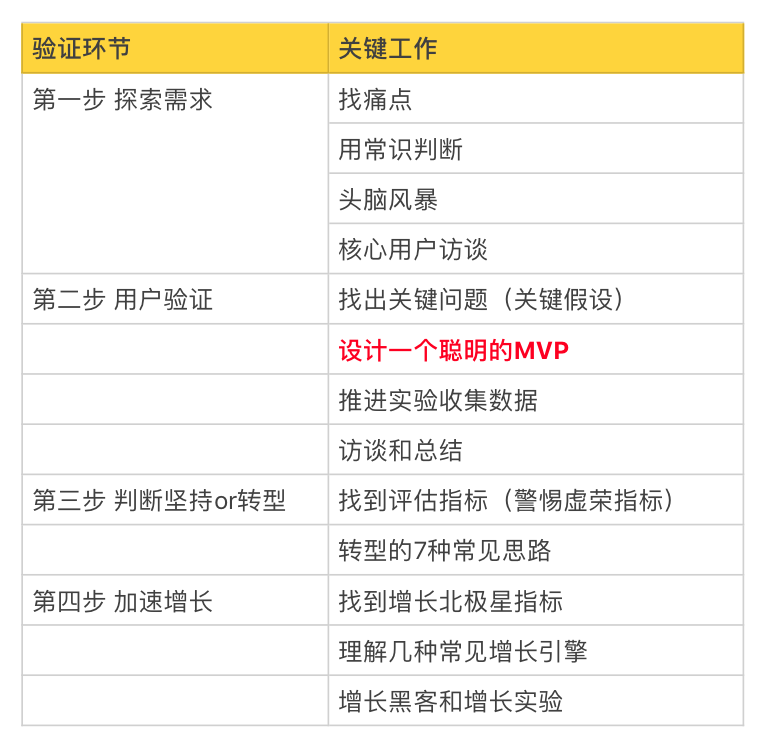 验证环节 关键工作
第一步 探索需求 找痛点
用常识判断
头脑风暴
核心用户访谈
第二步 用户验证 找出关键问题（关键假设）
设计一个聪明的MVP
推进实验收集数据
访谈和总结
第三步 判断坚持or转型 找到评估指标（警惕虚荣指标）
转型的7种常见思路
第四步 加速增长 找到增长北极星指标
理解几种常见增长引擎
增长黑客和增长实验